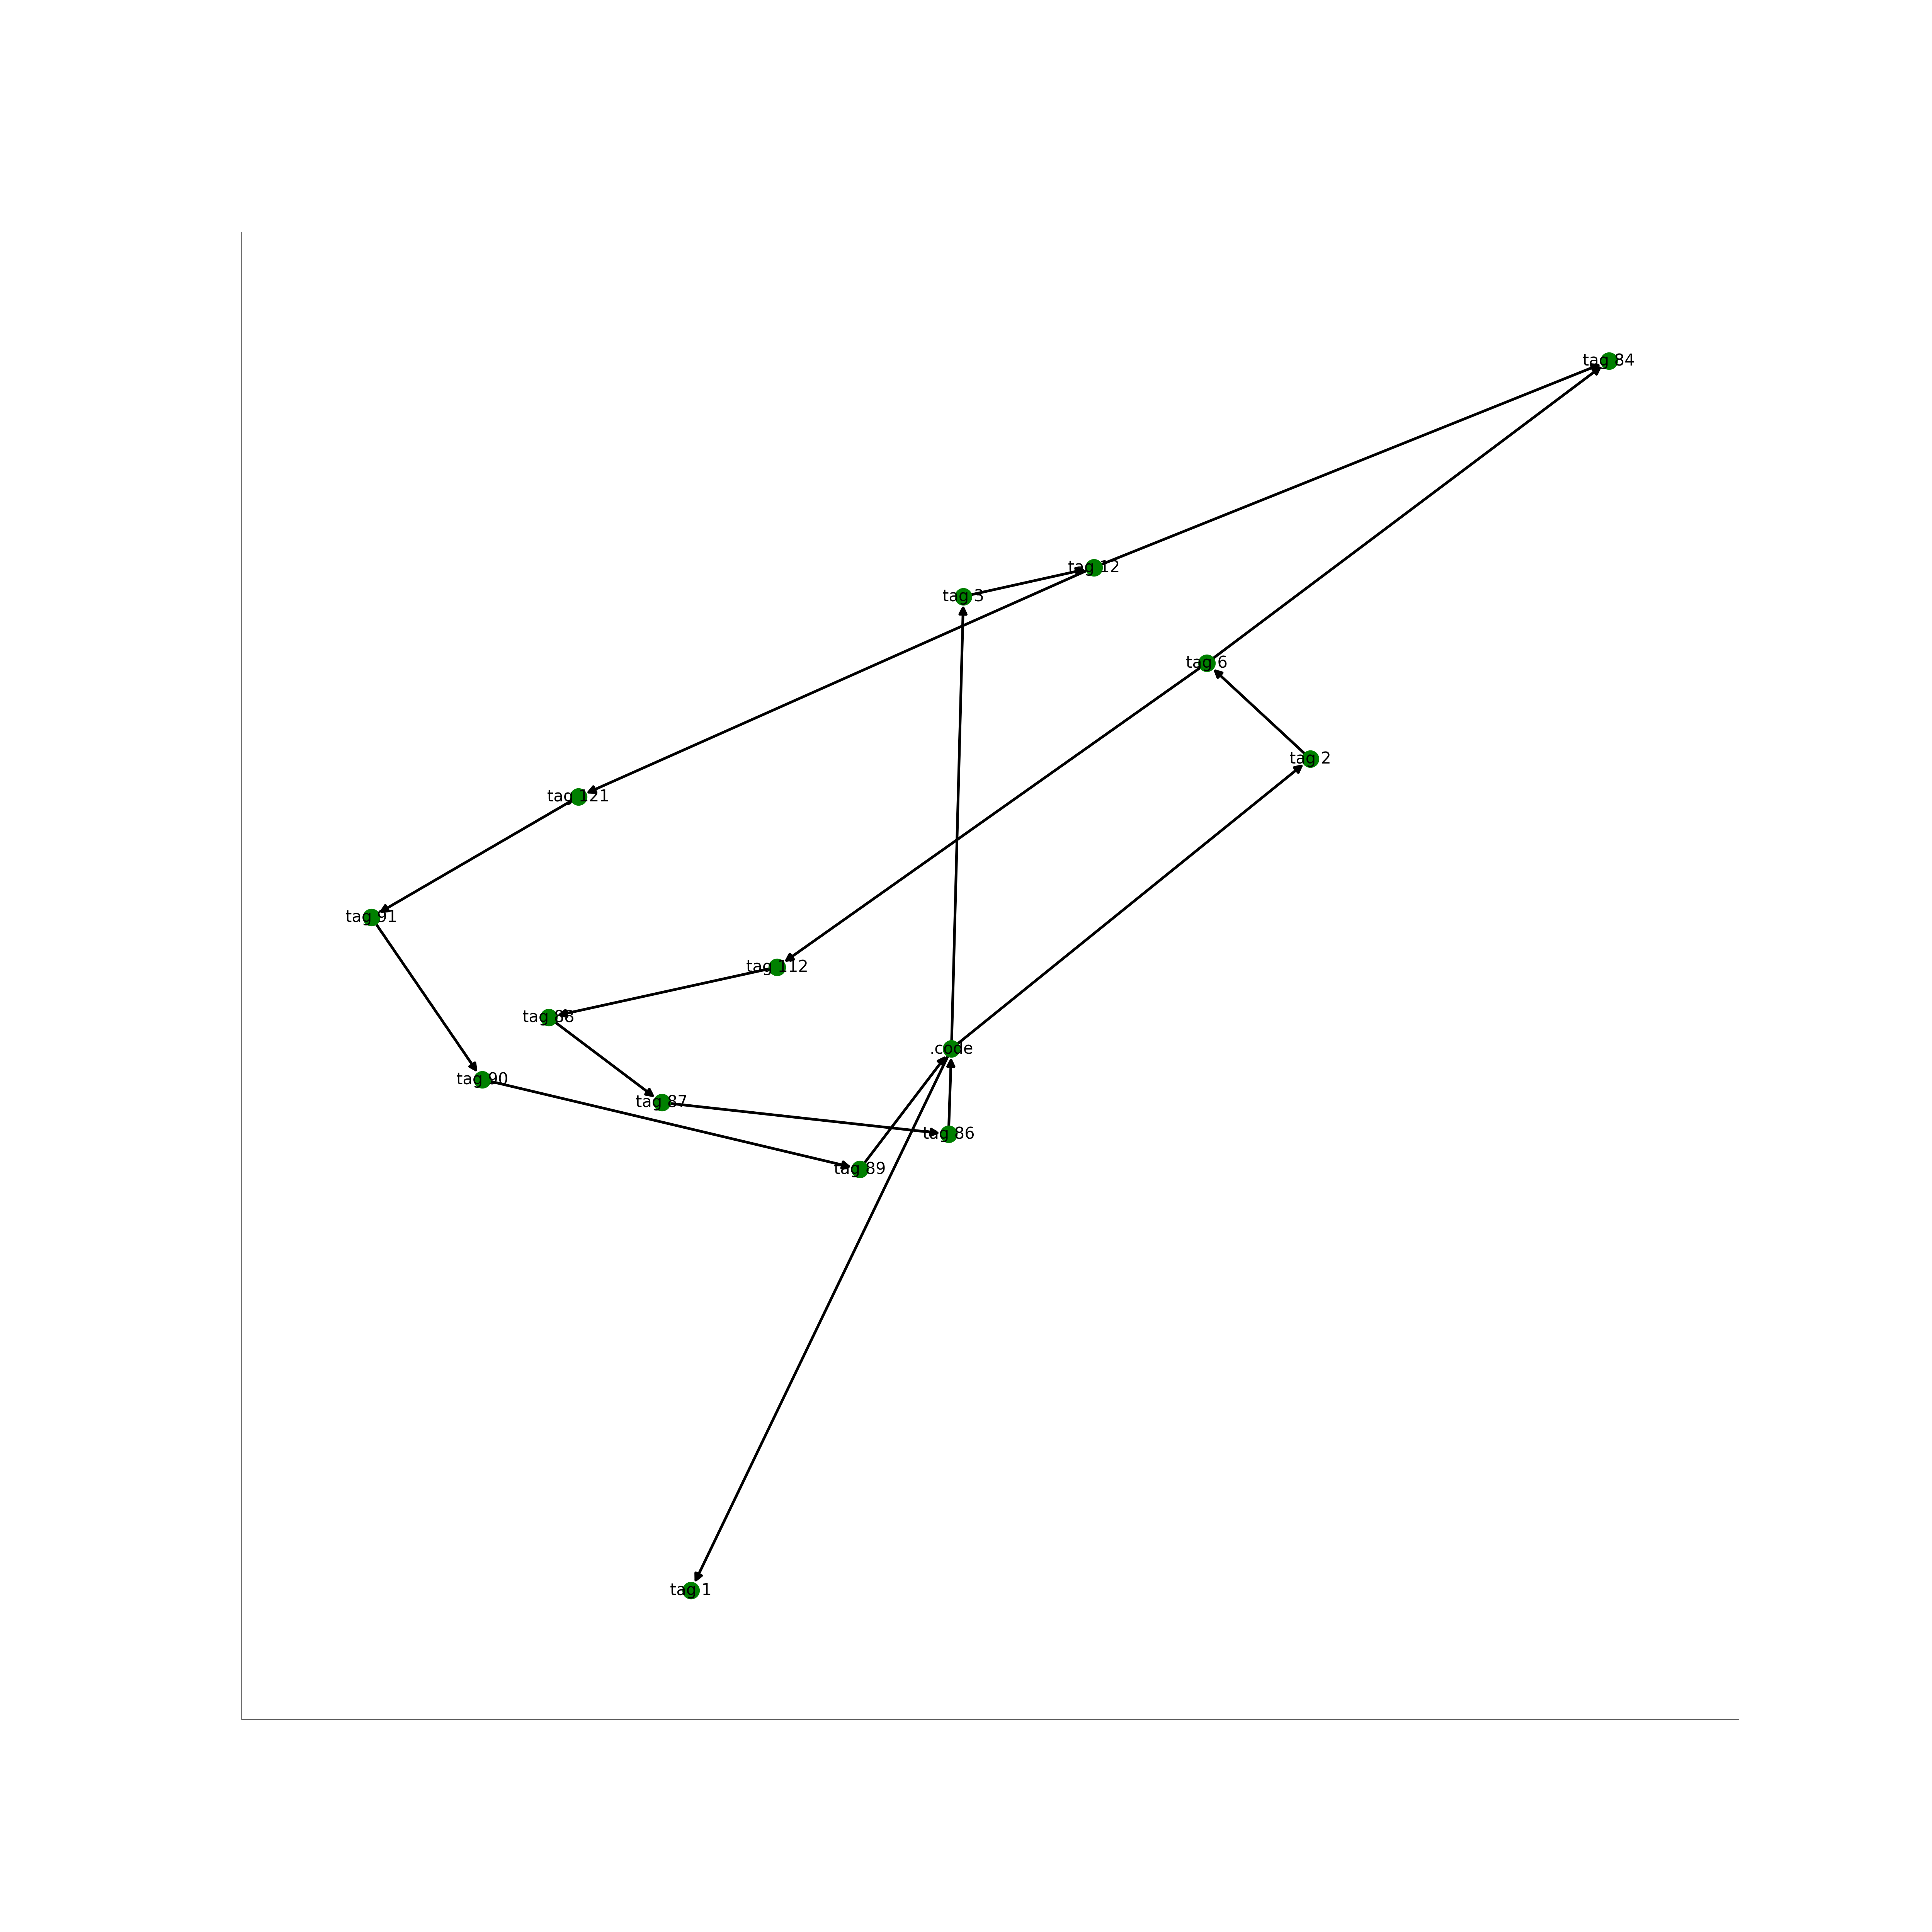 tag 84
tag 12
tag 3
tag 6
tag 2
tag 121
tag 91
tag 112
tag 88
.code
tag 90
tag 87
tag 86
tag 89
tag 1